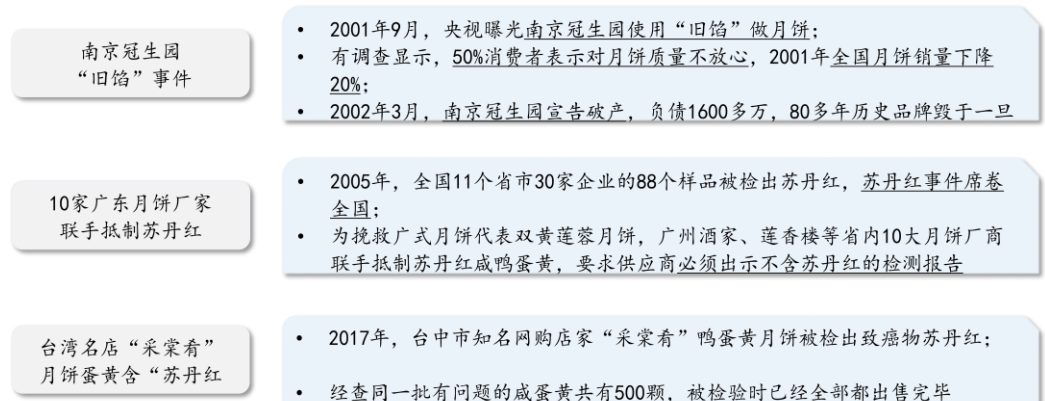 南京冠生园
“旧馅”事件
• 2001年9月，央视曝光南京冠生园使用“旧馅”做月饼；
• 有调查显示，50%消费者表示对月饼质量不放心，2001年全国月饼销量下降
20%；
• 2002年3月，南京冠生园宣告破产，负债1600多万，80多年历史品牌毁于一旦
10家广东月饼厂家
联手抵制苏丹红
• 2005年，全国11个省市30家企业的88个样品被检出苏丹红，苏丹红事件席卷
全国；
• 为挽救广式月饼代表双黄莲蓉月饼，广州酒家、莲香楼等省内10大月饼厂商
联手抵制苏丹红咸鸭蛋黄，要求供应商必须出示不含苏丹红的检测报告
台湾名店“采棠肴”
月饼蛋黄含“苏丹红
• 2017年，台中市知名网购店家“采棠肴”鸭蛋黄月饼被检出致癌物苏丹红；
• 经查同一批有问题的咸蛋黄共有500颗，被检验时已经全部都出售完毕